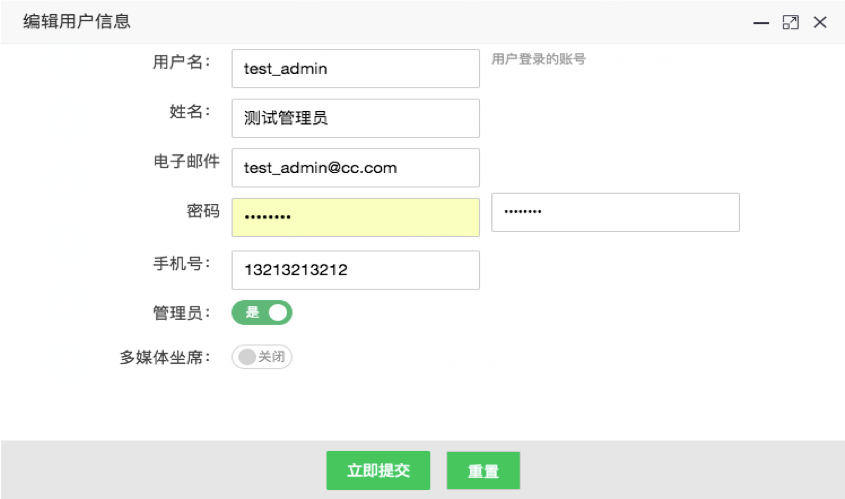 编辑用户信息
用户名： test_admin 用户登录的账号
姓名： 测试管理员
电子邮件 test_admin@cc.com
密码 •••••••• ••••••••
手机号： 13213213212
管理员： 是
多媒体坐席： 关闭
立即提交 重置